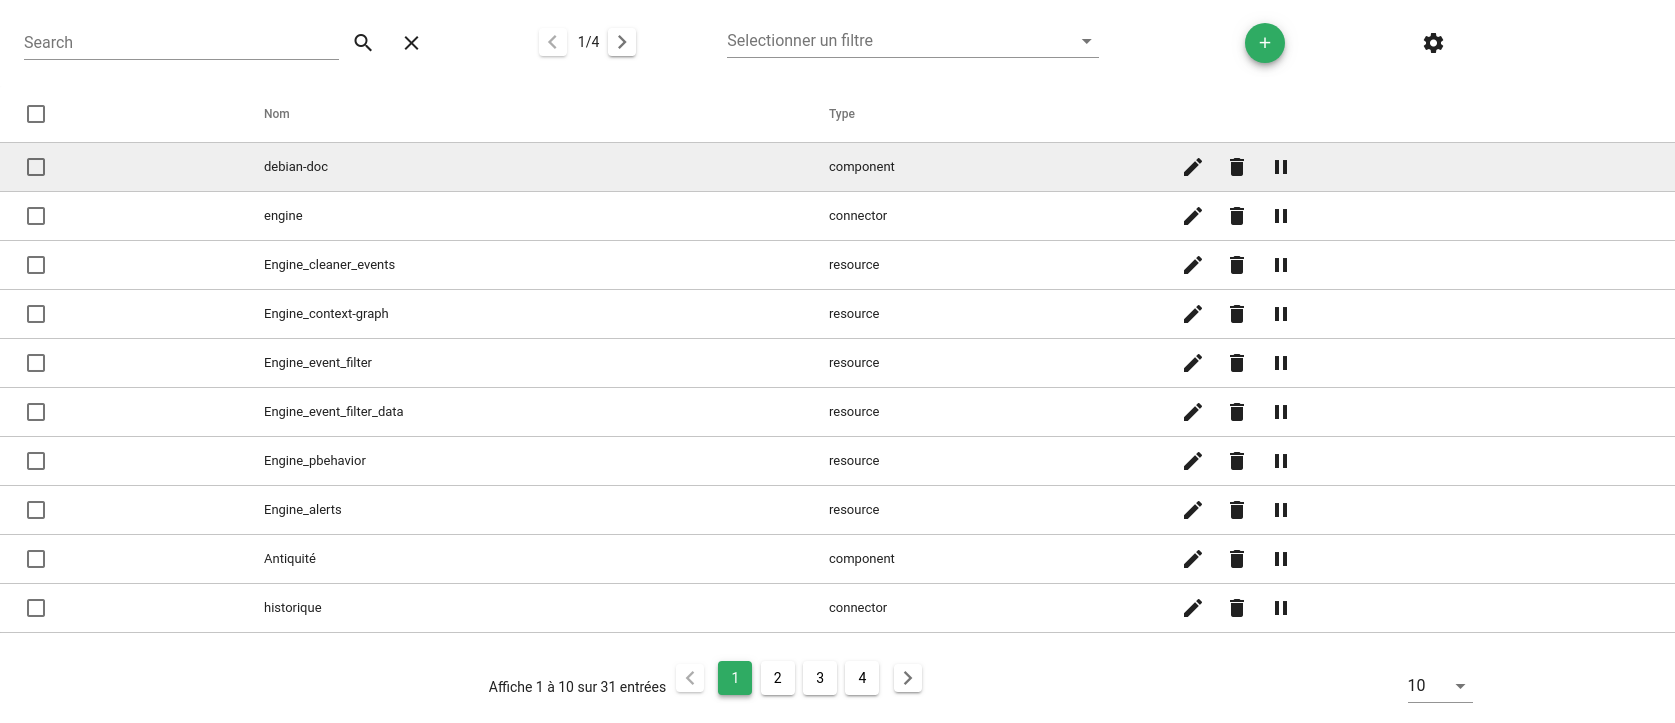 Search
1/4
Selectionner un filtre
Nom Type
debian-doc component
engine connector
Engine_cleaner_events resource
Engine_context-graph resource
Engine_event_filter resource
Engine_event_filter_data resource
Engine_pbehavior resource
Engine_alerts resource
Antiquité component
historique connector
Affiche 1 à 10 sur 31 entrées 1 2 3 4 10